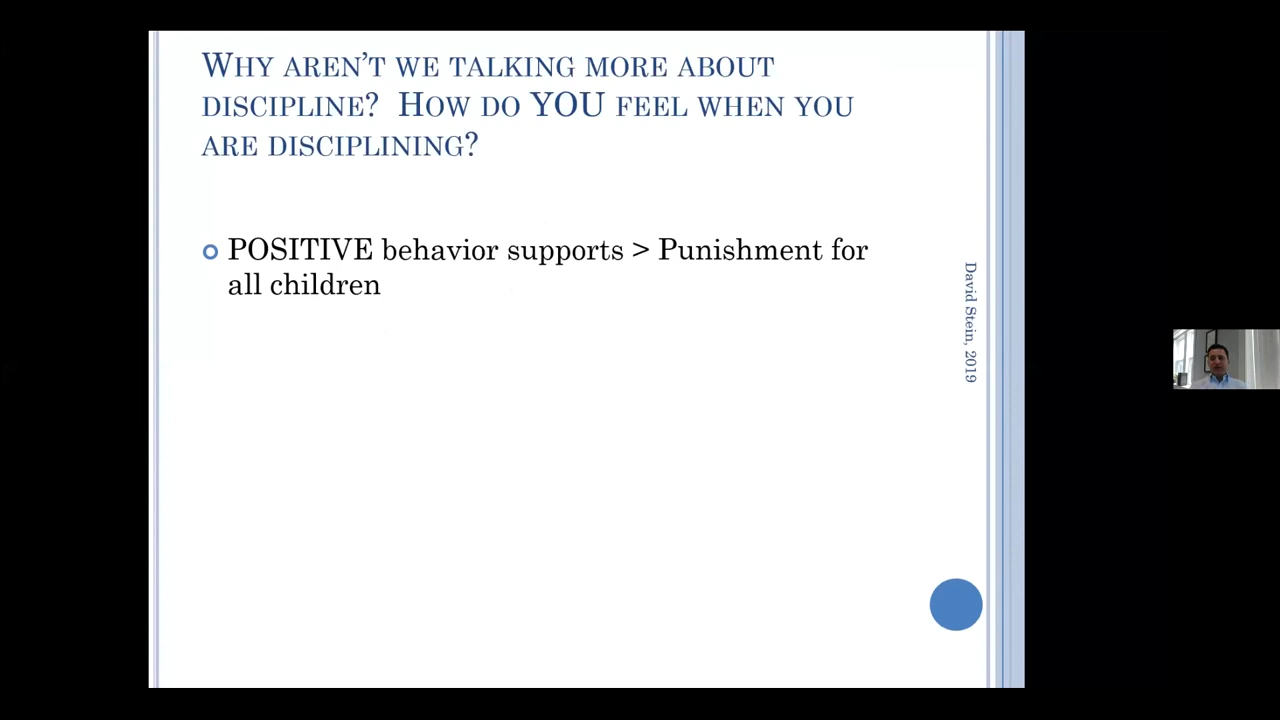 WHY AREN’T WE TALKING MORE ABOUT
DISCIPLINE? HOW DO YOU FEEL WHEN YOU
ARE DISCIPLINING?
POSITIVE behavior supports > Punishment for
all children
David Stein, 2019